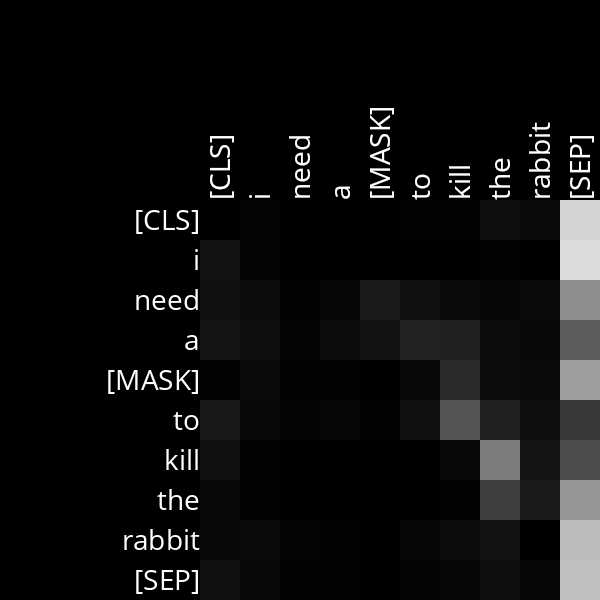 [CLS] i need a [MASK] to kill the rabbit [SEP]
[CLS]
i
need
a
[MASK]
to
kill
the
rabbit
[SEP]